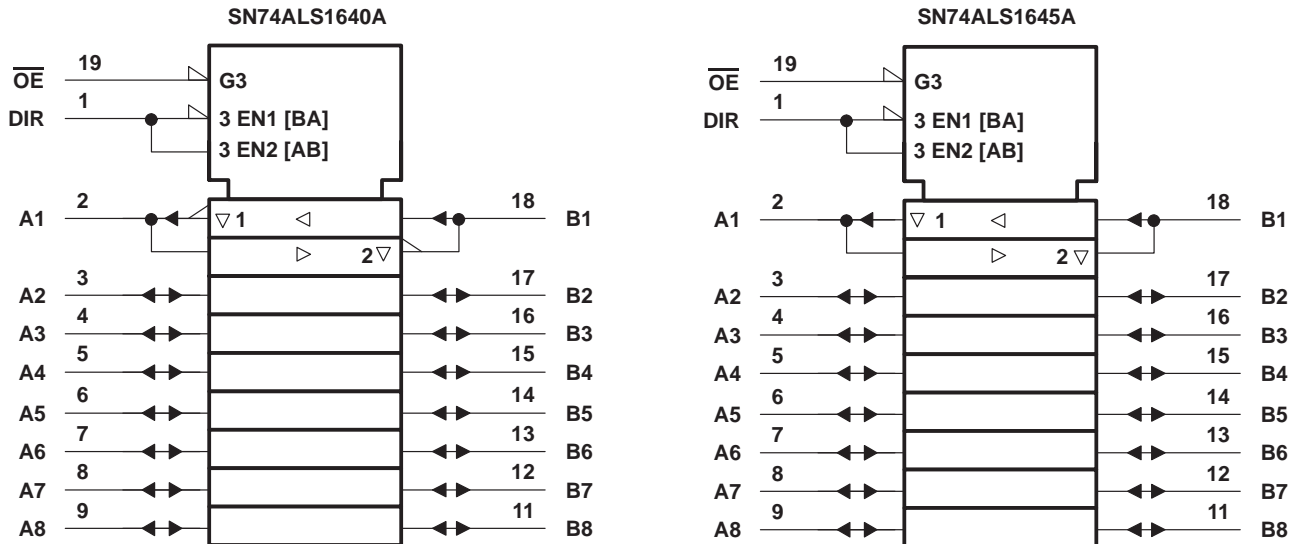 SN74ALS1640A
OE
19
G3
DIR
1
3 EN1 [BA]
3 EN2 [AB]
A1
2
▽ 1
◁
18
B1
▷
2 ▽
A2
3
17
B2
A3
4
16
B3
A4
5
15
B4
A5
6
14
B5
A6
7
13
B6
A7
8
12
B7
A8
9
11
B8
SN74ALS1645A
OE
19
G3
DIR
1
3 EN1 [BA]
3 EN2 [AB]
A1
2
▽ 1
◁
18
B1
▷
2 ▽
A2
3
17
B2
A3
4
16
B3
A4
5
15
B4
A5
6
14
B5
A6
7
13
B6
A7
8
12
B7
A8
9
11
B8